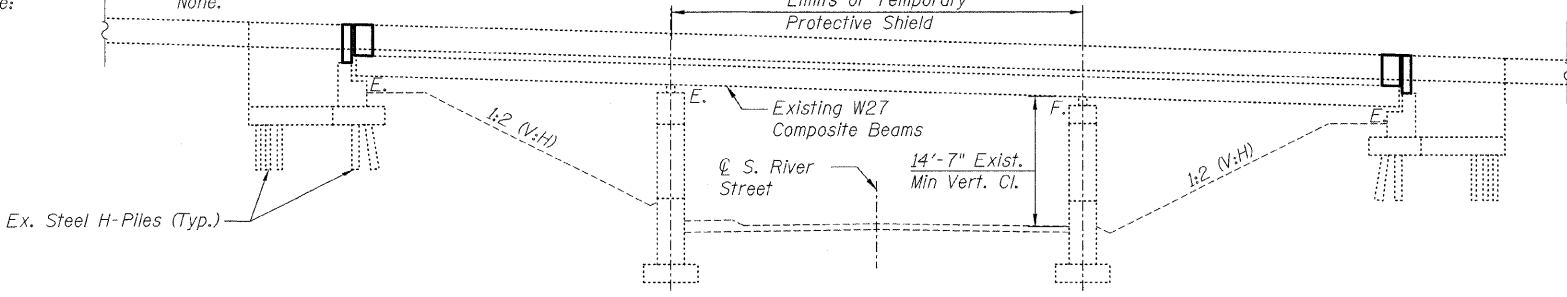 e: None.
Limits of Temporary
Protective Shield
E.
E.
F.
E.
1:2 (V:H)
Existing W27
Composite Beams
℄ S. River
Street
14'-7" Exist.
Min Vert. Cl.
1:2 (V:H)
Ex. Steel H-Piles (Typ.)